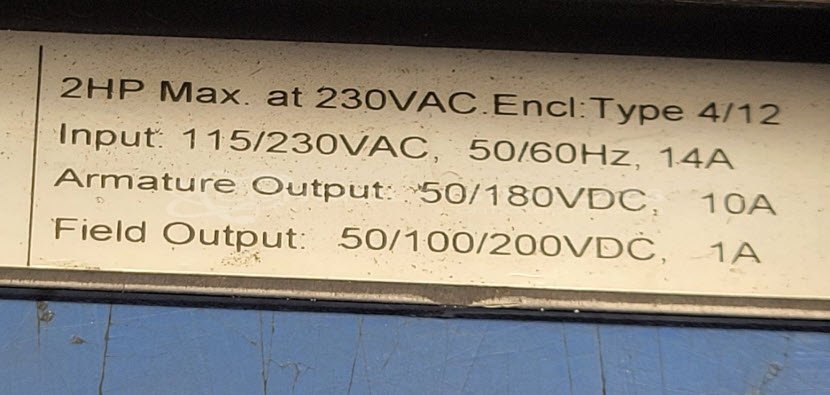 2HP Max. at 230VAC.Encl:Type 4/12
Input: 115/230VAC, 50/60Hz, 14A
Armature Output: 50/180VDC, 10A
Field Output: 50/100/200VDC, 1A